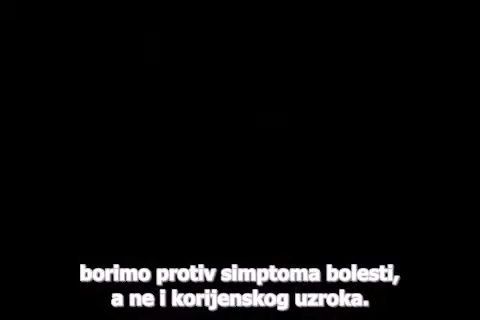 borimo protiv simptoma bolesti,
a ne i korijenskog uzroka.